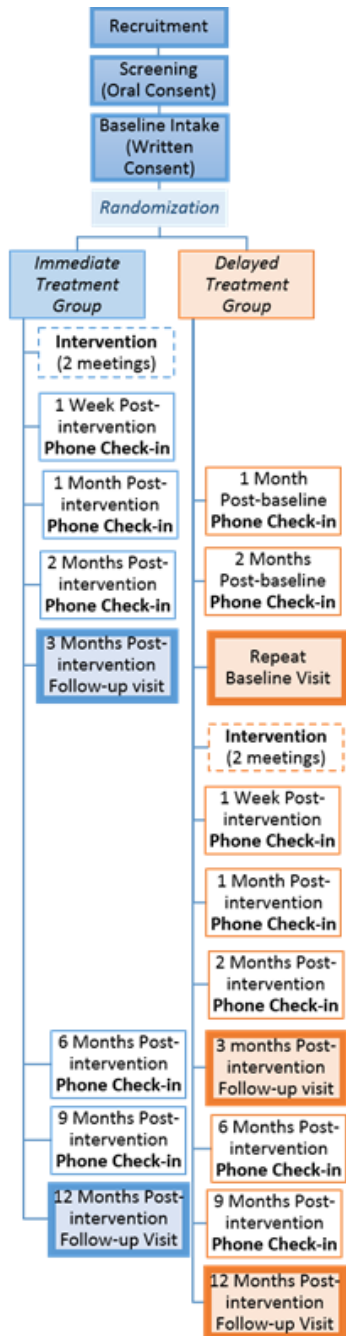 Recruitment
Screening
(Oral Consent)
Baseline Intake
(Written
Consent)
Randomization
Immediate
Treatment
Group
Intervention
(2 meetings)
1 Week Post-
intervention
Phone Check-in
1 Month Post-
intervention
Phone Check-in
2 Months Post-
intervention
Phone Check-in
3 Months Post-
intervention
Follow-up visit
6 Months Post-
intervention
Phone Check-in
9 Months Post-
intervention
Phone Check-in
12 Months Post-
intervention
Follow-up Visit
Delayed
Treatment
Group
1 Month
Post-baseline
Phone Check-in
2 Months
Post-baseline
Phone Check-in
Repeat
Baseline Visit
Intervention
(2 meetings)
1 Week Post-
intervention
Phone Check-in
1 Month Post-
intervention
Phone Check-in
2 Months Post-
intervention
Phone Check-in
3 months Post-
intervention
Follow-up visit
6 Months Post-
intervention
Phone Check-in
9 Months Post-
intervention
Phone Check-in
12 Months Post-
intervention
Follow-up Visit